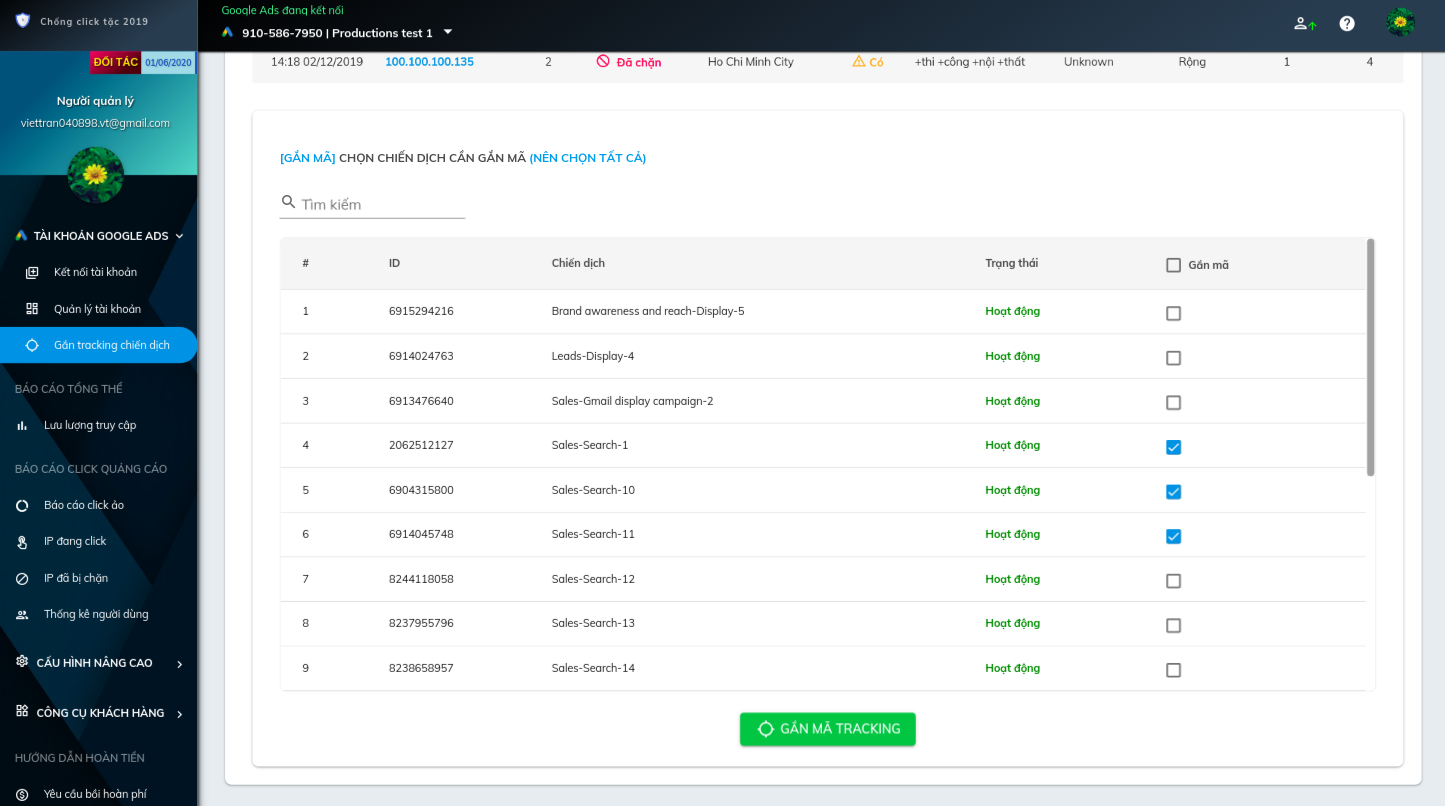 Chống click tặc 2019
Google Ads đang kết nối
910-586-7950 | Productions test 1
ĐỐI TÁC 01/06/2020
Người quản lý
viettran040898.vt@gmail.com
TÀI KHOẢN GOOGLE ADS
Kết nối tài khoản
Quản lý tài khoản
Gắn tracking chiến dịch
BÁO CÁO TỔNG THỂ
Lưu lượng truy cập
BÁO CÁO CLICK QUẢNG CÁO
Báo cáo click ảo
IP đang click
IP đã bị chặn
Thống kê người dùng
CẤU HÌNH NÂNG CAO
CÔNG CỤ KHÁCH HÀNG
HƯỚNG DẪN HOÀN TIỀN
Yêu cầu bồi hoàn phí
14:18 02/12/2019 100.100.100.135 2 Đã chặn Ho Chi Minh City Có +thi +công +nội +thất Unknown Rộng 1 4
[GẮN MÃ] CHỌN CHIẾN DỊCH CẦN GẮN MÃ (NÊN CHỌN TẤT CẢ)
Tìm kiếm
# ID Chiến dịch Trạng thái Gắn mã
1 6915294216 Brand awareness and reach-Display-5 Hoạt động
2 6914024763 Leads-Display-4 Hoạt động
3 6913476640 Sales-Gmail display campaign-2 Hoạt động
4 2062512127 Sales-Search-1 Hoạt động
5 6904315800 Sales-Search-10 Hoạt động
6 6914045748 Sales-Search-11 Hoạt động
7 8244118058 Sales-Search-12 Hoạt động
8 8237955796 Sales-Search-13 Hoạt động
9 8238658957 Sales-Search-14 Hoạt động
GẮN MÃ TRACKING